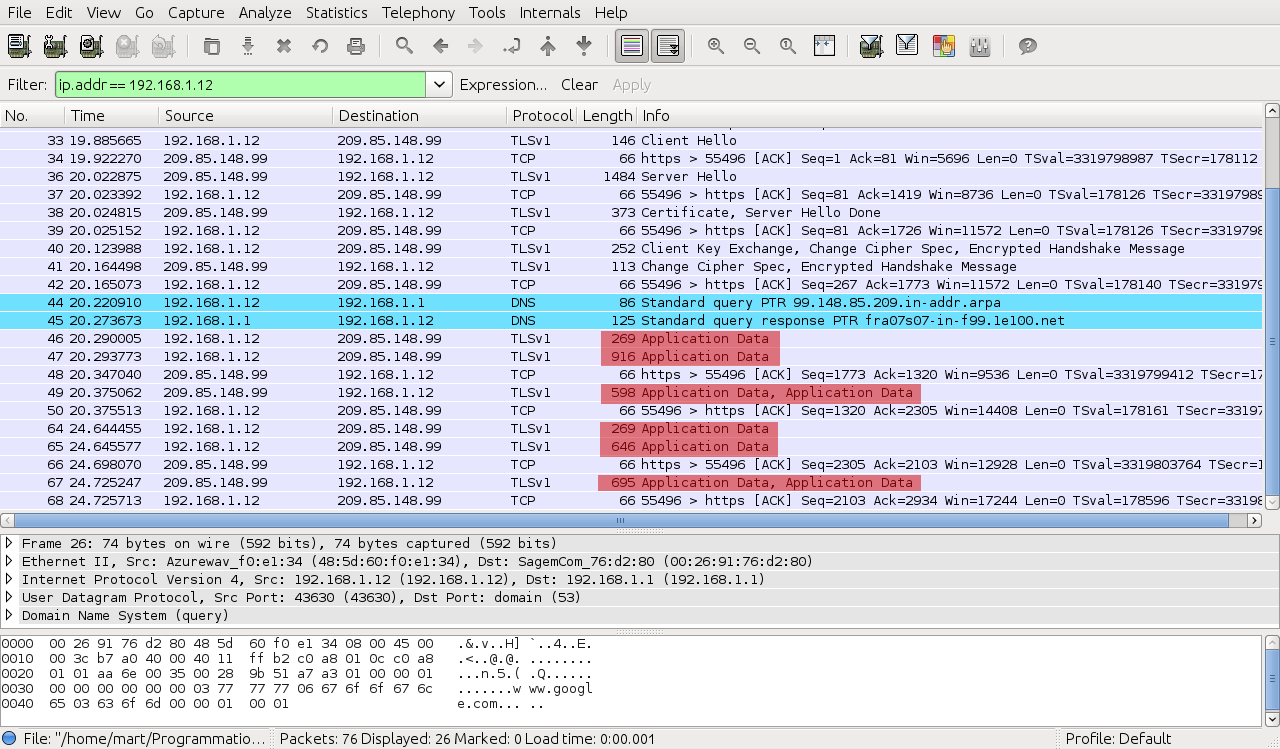 File Edit View Go Capture Analyze Statistics Telephony Tools Internals Help
Filter: ip.addr== 192.168.1.12 Expression... Clear Apply
No. Time Source Destination Protocol Length Info
33 19.885665 192.168.1.12 209.85.148.99 TLSv1 146 Client Hello
34 19.922270 209.85.148.99 192.168.1.12 TCP 66 https > 55496 [ACK] Seq=1 Ack=81 Win=5696 Len=0 TSval=3319798987 TSecr=178112
36 20.022875 209.85.148.99 192.168.1.12 TLSv1 1484 Server Hello
37 20.023392 192.168.1.12 209.85.148.99 TCP 66 55496 > https [ACK] Seq=81 Ack=1419 Win=8736 Len=0 TSval=178126 TSecr=33197989
38 20.024815 209.85.148.99 192.168.1.12 TLSv1 373 Certificate, Server Hello Done
39 20.025152 192.168.1.12 209.85.148.99 TCP 66 55496 > https [ACK] Seq=81 Ack=1726 Win=11572 Len=0 TSval=178126 TSecr=3319798
40 20.123988 192.168.1.12 209.85.148.99 TLSv1 252 Client Key Exchange, Change Cipher Spec, Encrypted Handshake Message
41 20.164498 209.85.148.99 192.168.1.12 TLSv1 113 Change Cipher Spec, Encrypted Handshake Message
42 20.165073 192.168.1.12 209.85.148.99 TCP 66 55496 > https [ACK] Seq=267 Ack=1773 Win=11572 Len=0 TSval=178140 TSecr=331979
44 20.220910 192.168.1.12 192.168.1.1 DNS 86 Standard query PTR 99.148.85.209.in-addr.arpa
45 20.273673 192.168.1.1 192.168.1.12 DNS 125 Standard query response PTR fra07s07-in-f99.1e100.net
46 20.290005 192.168.1.12 209.85.148.99 TLSv1 269 Application Data
47 20.293773 192.168.1.12 209.85.148.99 TLSv1 916 Application Data
48 20.347040 209.85.148.99 192.168.1.12 TCP 66 https > 55496 [ACK] Seq=1773 Ack=1320 Win=9536 Len=0 TSval=3319799412 TSecr=17
49 20.375062 209.85.148.99 192.168.1.12 TLSv1 598 Application Data, Application Data
50 20.375513 192.168.1.12 209.85.148.99 TCP 66 55496 > https [ACK] Seq=1320 Ack=2305 Win=14408 Len=0 TSval=178161 TSecr=33197
64 24.644455 192.168.1.12 209.85.148.99 TLSv1 269 Application Data
65 24.645577 192.168.1.12 209.85.148.99 TLSv1 646 Application Data
66 24.698070 209.85.148.99 192.168.1.12 TCP 66 https > 55496 [ACK] Seq=2305 Ack=2103 Win=12928 Len=0 TSval=3319803764 TSecr=1
67 24.725247 209.85.148.99 192.168.1.12 TLSv1 695 Application Data, Application Data
68 24.725713 192.168.1.12 209.85.148.99 TCP 66 55496 > https [ACK] Seq=2103 Ack=2934 Win=17244 Len=0 TSval=178596 TSecr=33198
Frame 26: 74 bytes on wire (592 bits), 74 bytes captured (592 bits)
Ethernet II, Src: Azurewav_f0:e1:34 (48:5d:60:f0:e1:34), Dst: SagemCom_76:d2:80 (00:26:91:76:d2:80)
Internet Protocol Version 4, Src: 192.168.1.12 (192.168.1.12), Dst: 192.168.1.1 (192.168.1.1)
User Datagram Protocol, Src Port: 43630 (43630), Dst Port: domain (53)
Domain Name System (query)
0000 00 26 91 76 d2 80 48 5d 60 f0 e1 34 08 00 45 00 .&.v..H] `..4..E.
0010 00 3c b7 a0 40 00 40 11 ff b2 c0 a8 01 0c c0 a8 .<..@.@. ........
0020 01 01 aa 6e 00 35 00 28 9b 51 a7 a3 01 00 00 01 ...n.5.( .Q......
0030 00 00 00 00 00 00 03 77 77 77 06 67 6f 6f 67 6c .......w ww.googl
0040 65 03 63 6f 6d 00 00 01 00 01 e.com... ..
File: "/home/mart/Programmatio... Packets: 76 Displayed: 26 Marked: 0 Load time: 0:00.001 Profile: Default